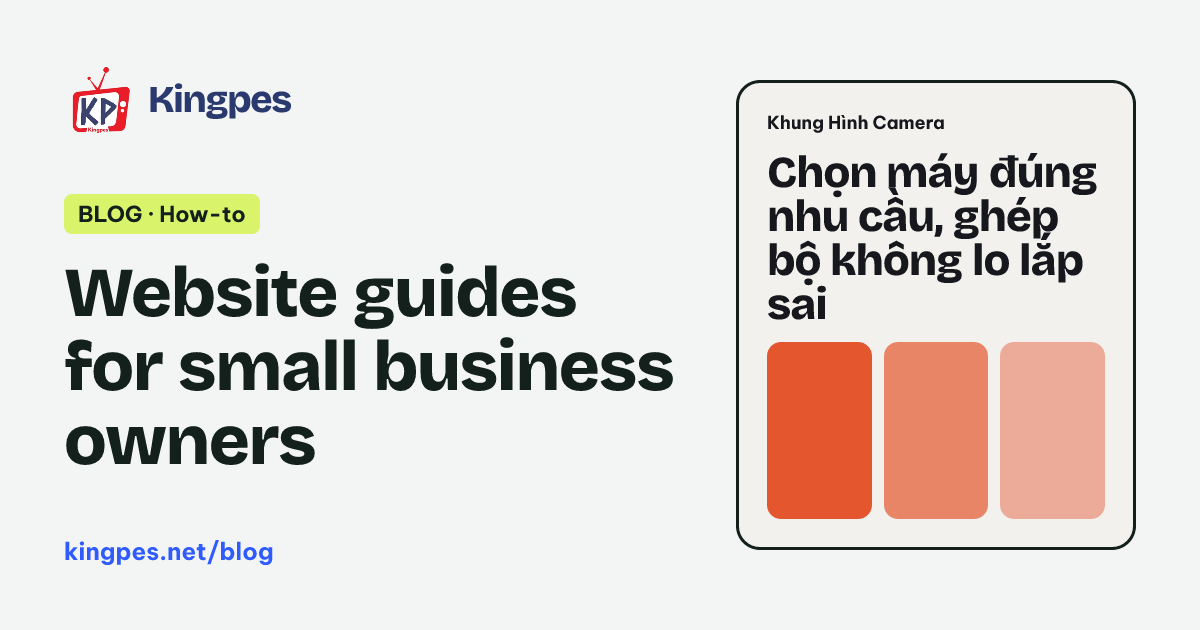 KP
Kingpes
Kingpes
BLOG · How-to
Website guides
for small business
owners
kingpes.net/blog
Khung Hình Camera
Chọn máy đúng
nhu cầu, ghép
bộ không lo lắp
sai